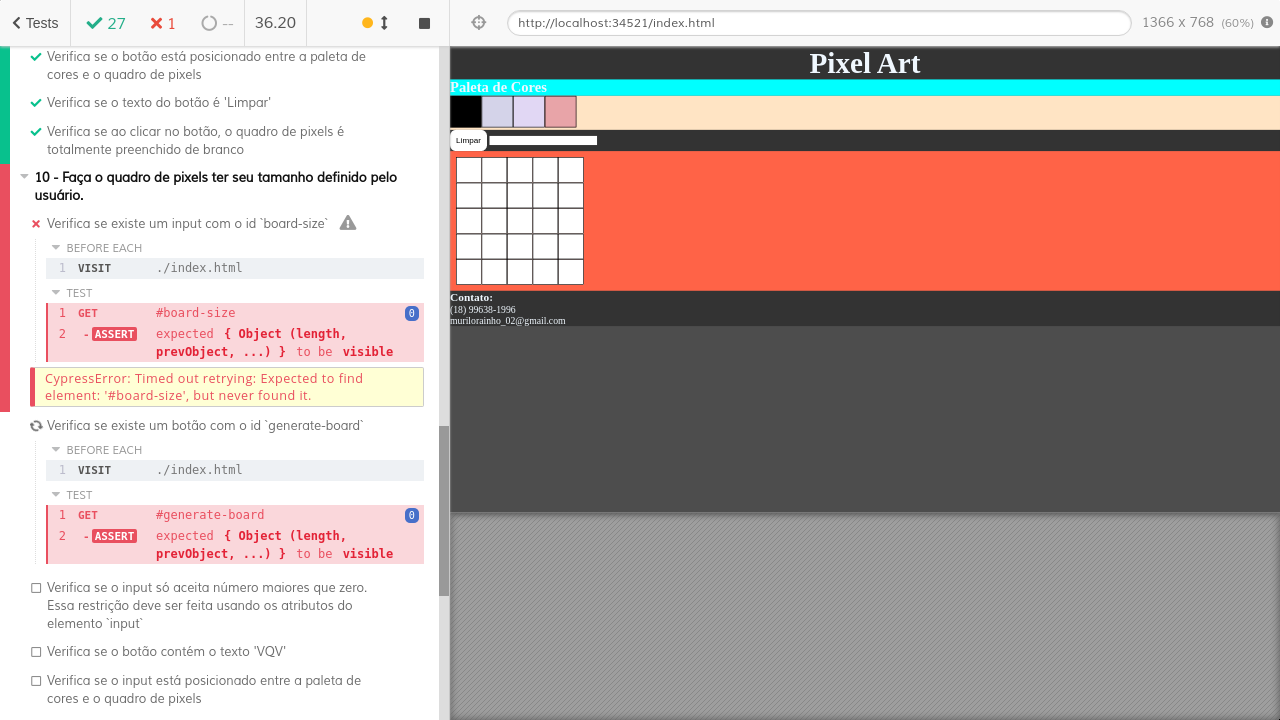 Tests
27
1
--
36.20
http://localhost:34521/index.html
1366 x 768 (60%)
Verifica se o botão está posicionado entre a paleta de
cores e o quadro de pixels
Verifica se o texto do botão é 'Limpar'
Verifica se ao clicar no botão, o quadro de pixels é
totalmente preenchido de branco
10 - Faça o quadro de pixels ter seu tamanho definido pelo
usuário.
Verifica se existe um input com o id `board-size`
BEFORE EACH
1 VISIT ./index.html
TEST
1 GET #board-size 0
2 -ASSERT expected { Object (length,
prevObject, ...) } to be visible
CypressError: Timed out retrying: Expected to find
element: '#board-size', but never found it.
Verifica se existe um botão com o id `generate-board`
BEFORE EACH
1 VISIT ./index.html
TEST
1 GET #generate-board 0
2 -ASSERT expected { Object (length,
prevObject, ...) } to be visible
Verifica se o input só aceita número maiores que zero.
Essa restrição deve ser feita usando os atributos do
elemento `input`
Verifica se o botão contém o texto 'VQV'
Verifica se o input está posicionado entre a paleta de
cores e o quadro de pixels
Pixel Art
Paleta de Cores
Limpar
Contato:
(18) 99638-1996
murilorainho_02@gmail.com